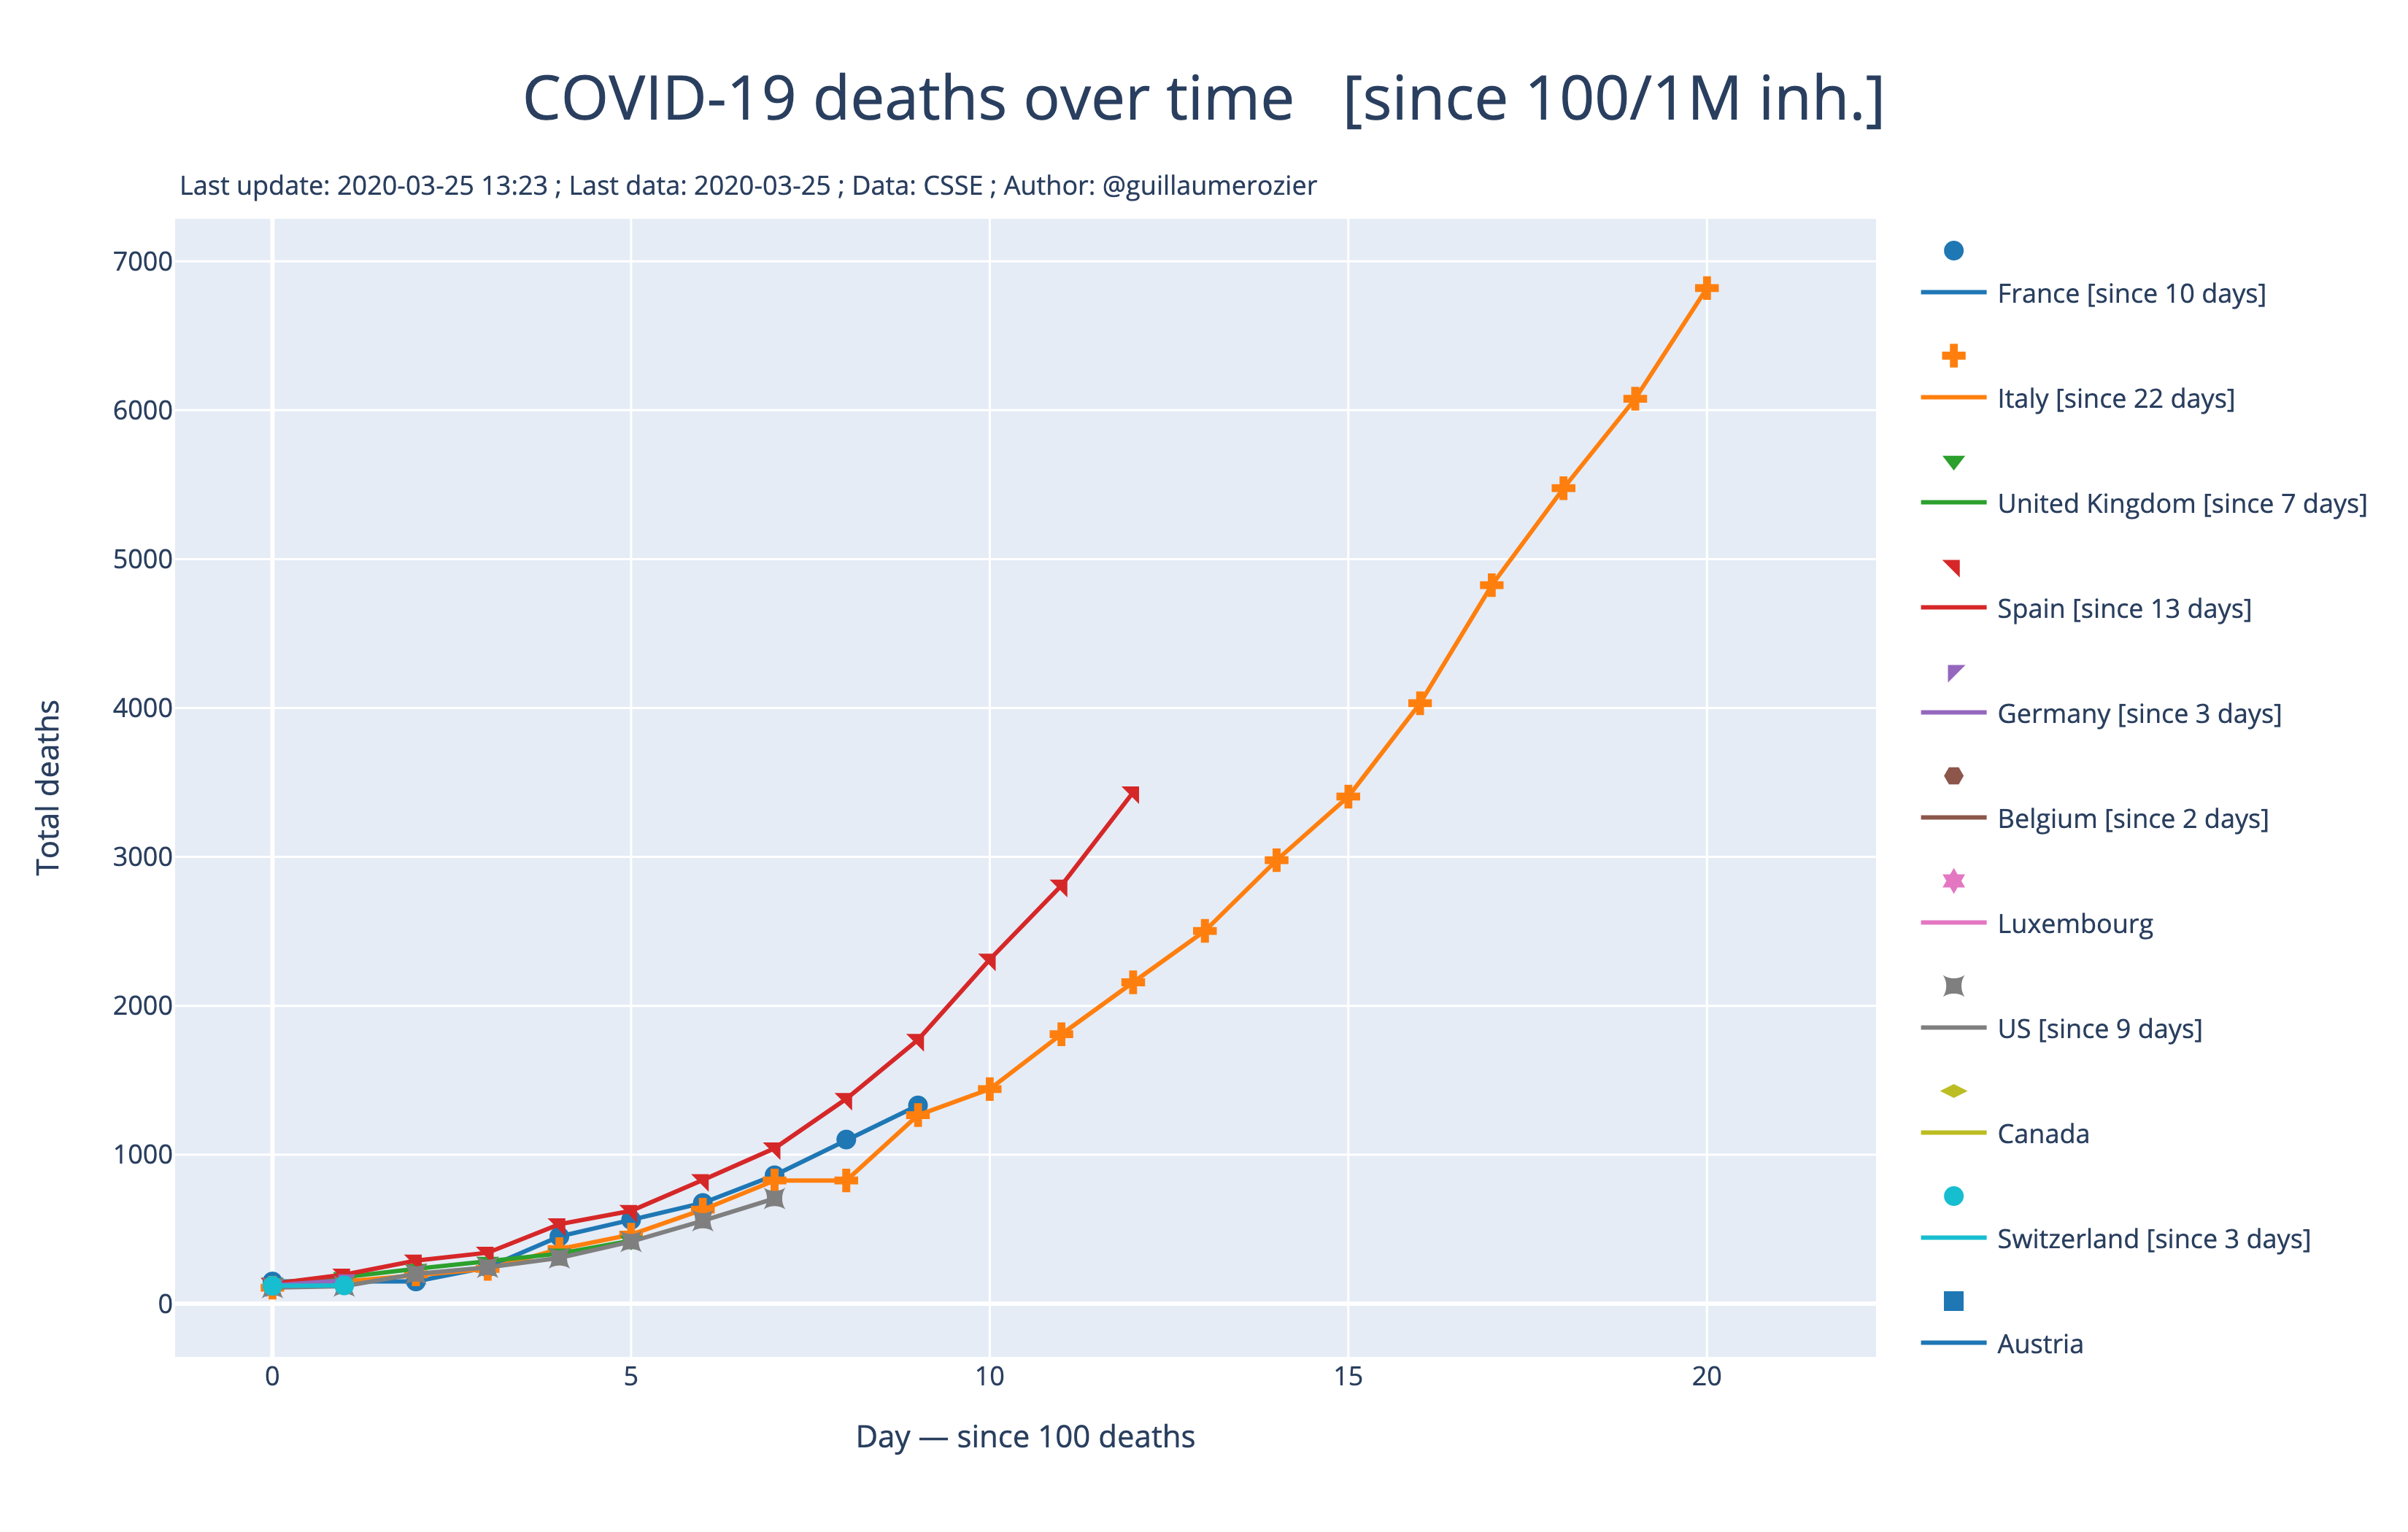 COVID-19 deaths over time   [since 100/1M inh.]
Last update: 2020-03-25 13:23 ; Last data: 2020-03-25 ; Data: CSSE ; Author: @guillaumerozier
7000
6000
5000
4000
3000
2000
1000
0
Total deaths
0 5 10 15 20
Day — since 100 deaths
France [since 10 days]
Italy [since 22 days]
United Kingdom [since 7 days]
Spain [since 13 days]
Germany [since 3 days]
Belgium [since 2 days]
Luxembourg
US [since 9 days]
Canada
Switzerland [since 3 days]
Austria